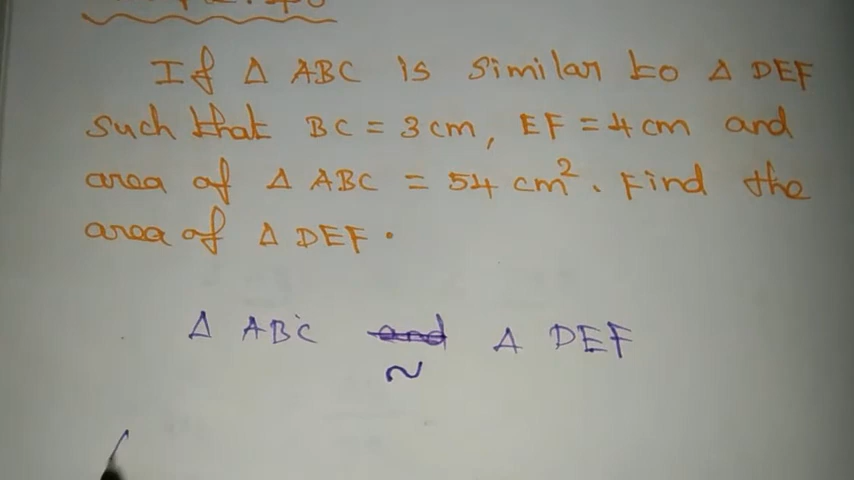 If Δ ABC is similar to Δ DEF
such that BC = 3 cm, EF = 4 cm and
area of Δ ABC = 54 cm². Find the
area of Δ DEF.
Δ ABC and Δ DEF
~